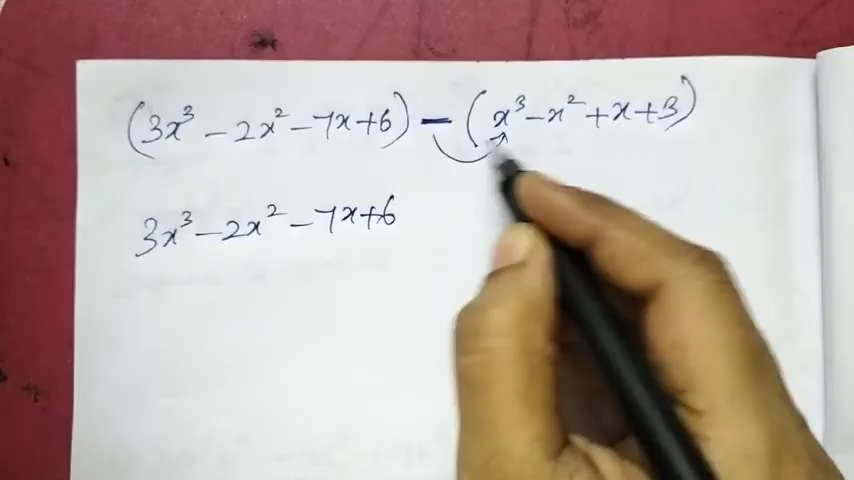 (3x³ - 2x² - 7x + 6) - (x³ - x² + x + 3)
3x³ - 2x² - 7x + 6